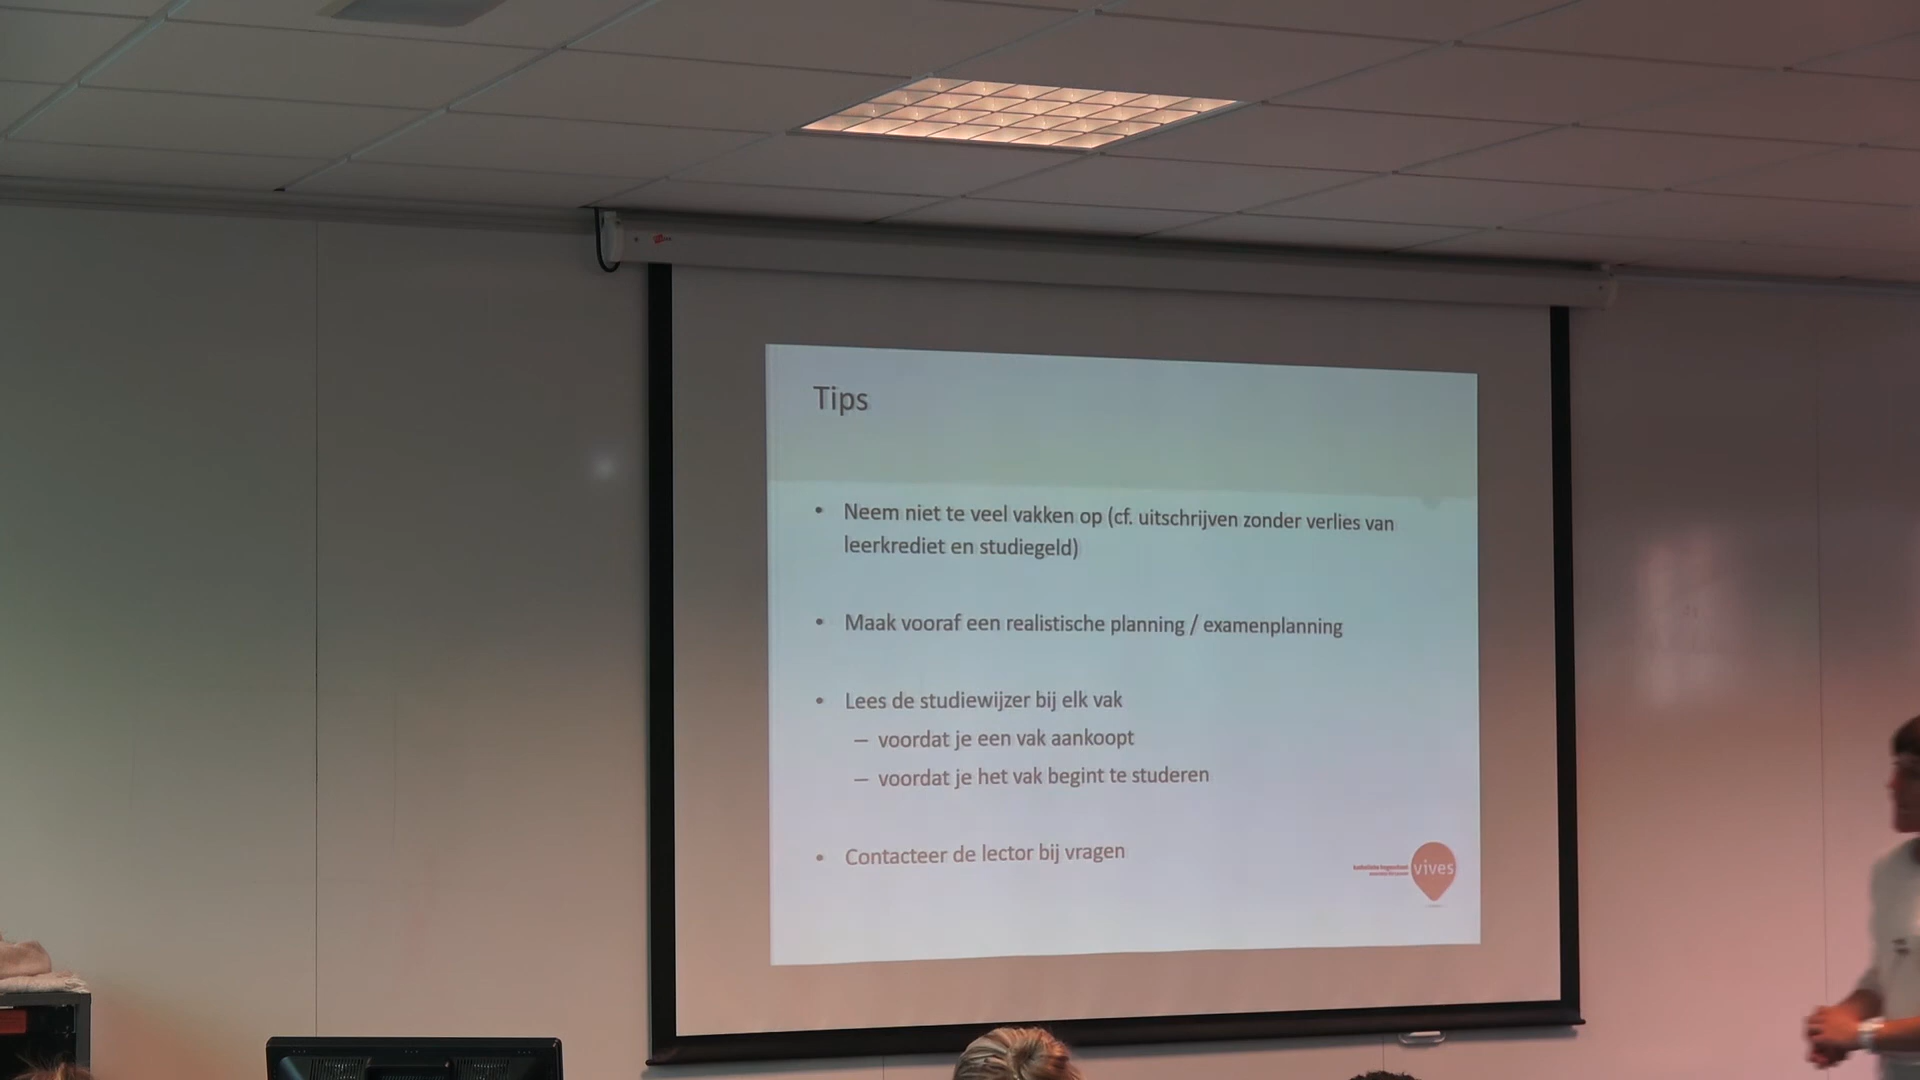 Tips
• Neem niet te veel vakken op (cf. uitschrijven zonder verlies van
leerkrediet en studiegeld)
• Maak vooraf een realistische planning / examenplanning
• Lees de studiewijzer bij elk vak
– voordat je een vak aankoopt
– voordat je het vak begint te studeren
• Contacteer de lector bij vragen
vives